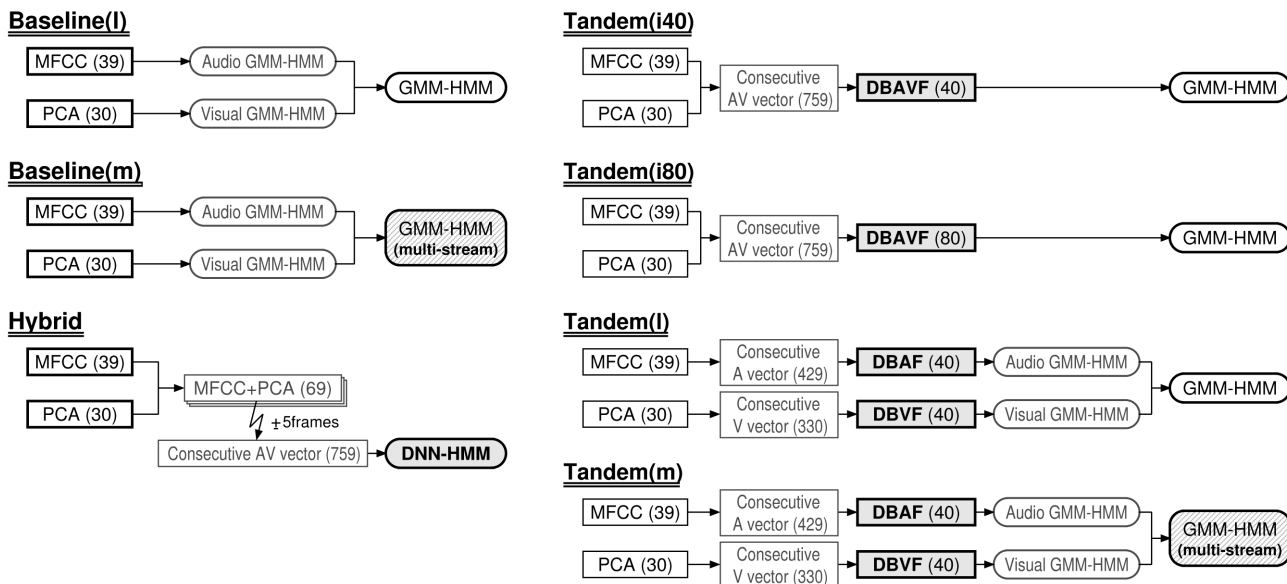 Baseline(l)
MFCC (39)
Audio GMM-HMM
GMM-HMM
PCA (30)
Visual GMM-HMM
Baseline(m)
MFCC (39)
Audio GMM-HMM
GMM-HMM
(multi-stream)
PCA (30)
Visual GMM-HMM
Hybrid
MFCC (39)
MFCC+PCA (69)
PCA (30)
±5frames
Consecutive AV vector (759)
DNN-HMM
Tandem(i40)
MFCC (39)
Consecutive
AV vector (759)
DBAVF (40)
GMM-HMM
PCA (30)
Tandem(i80)
MFCC (39)
Consecutive
AV vector (759)
DBAVF (80)
GMM-HMM
PCA (30)
Tandem(l)
MFCC (39)
Consecutive
A vector (429)
DBAF (40)
Audio GMM-HMM
GMM-HMM
PCA (30)
Consecutive
V vector (330)
DBVF (40)
Visual GMM-HMM
Tandem(m)
MFCC (39)
Consecutive
A vector (429)
DBAF (40)
Audio GMM-HMM
GMM-HMM
(multi-stream)
PCA (30)
Consecutive
V vector (330)
DBVF (40)
Visual GMM-HMM